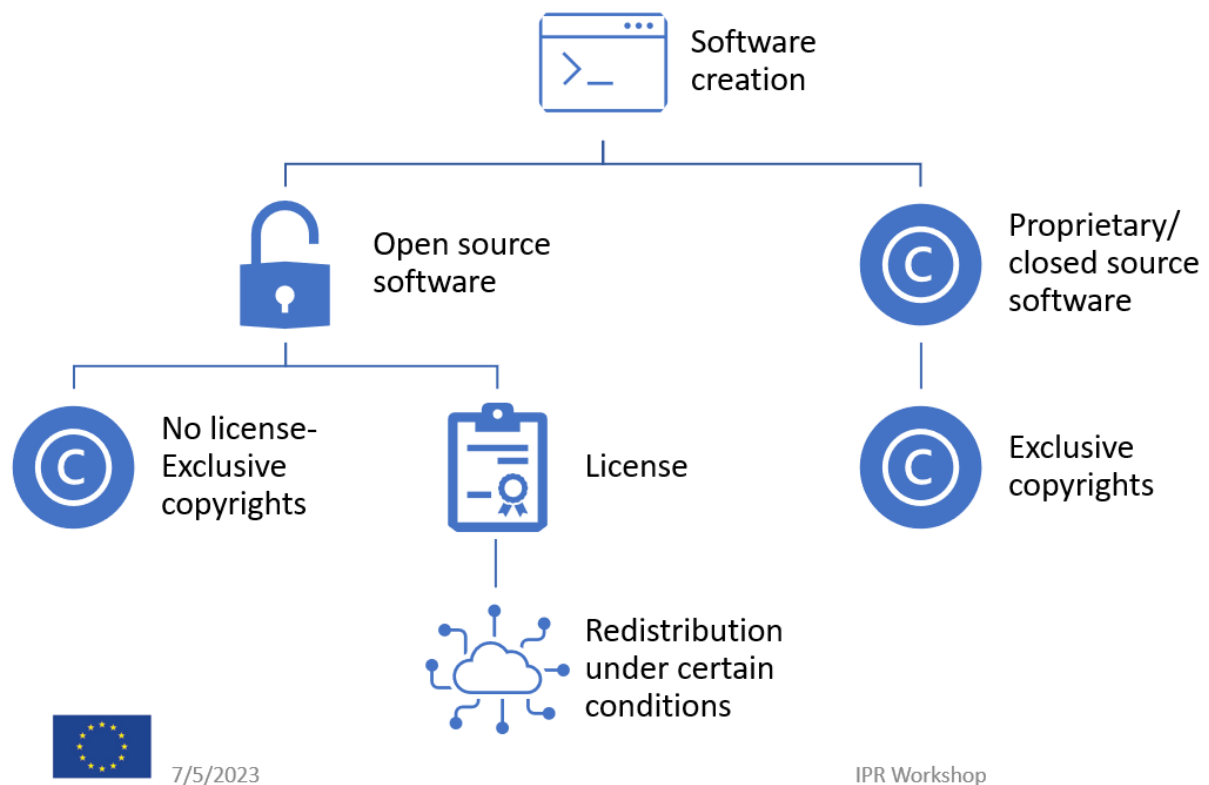 Software
creation
Open source
software
Proprietary/
closed source
software
No license-
Exclusive
copyrights
License
Exclusive
copyrights
Redistribution
under certain
conditions
7/5/2023
IPR Workshop